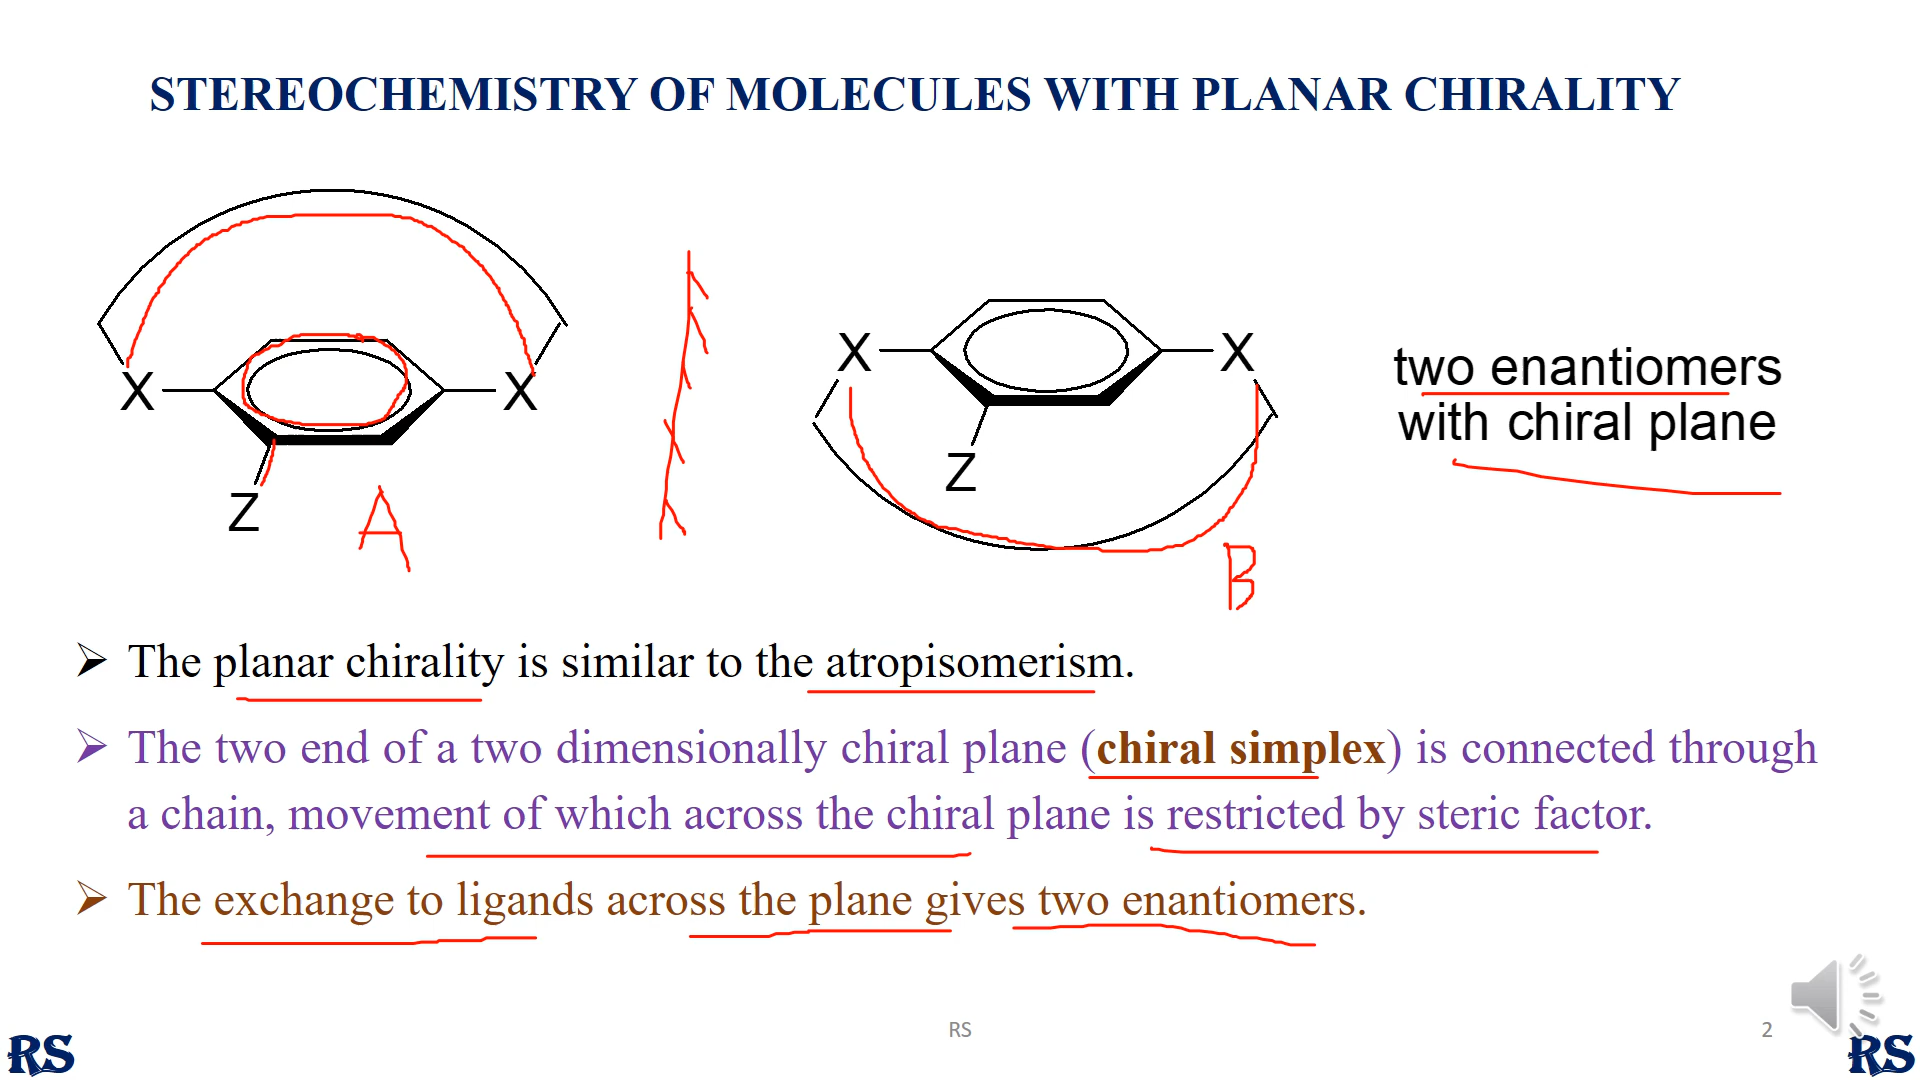 STEREOCHEMISTRY OF MOLECULES WITH PLANAR CHIRALITY
X X
Z
A
X X
Z
B
two enantiomers
with chiral plane
➢ The planar chirality is similar to the atropisomerism.
➢ The two end of a two dimensionally chiral plane (chiral simplex) is connected through
a chain, movement of which across the chiral plane is restricted by steric factor.
➢ The exchange to ligands across the plane gives two enantiomers.
RS
RS
2
RS